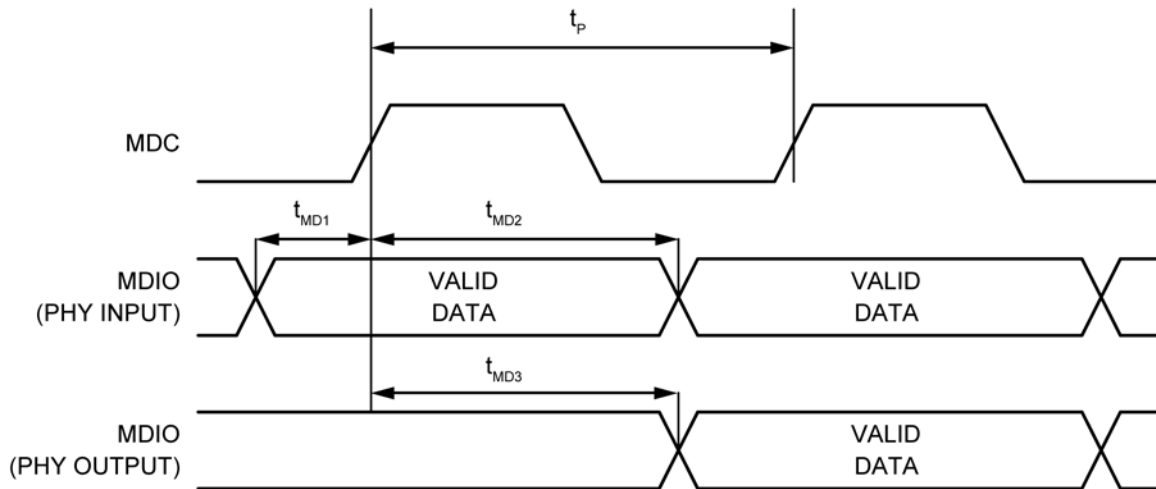 tP
MDC
tMD1
tMD2
MDIO
(PHY INPUT)
VALID
DATA
VALID
DATA
tMD3
MDIO
(PHY OUTPUT)
VALID
DATA